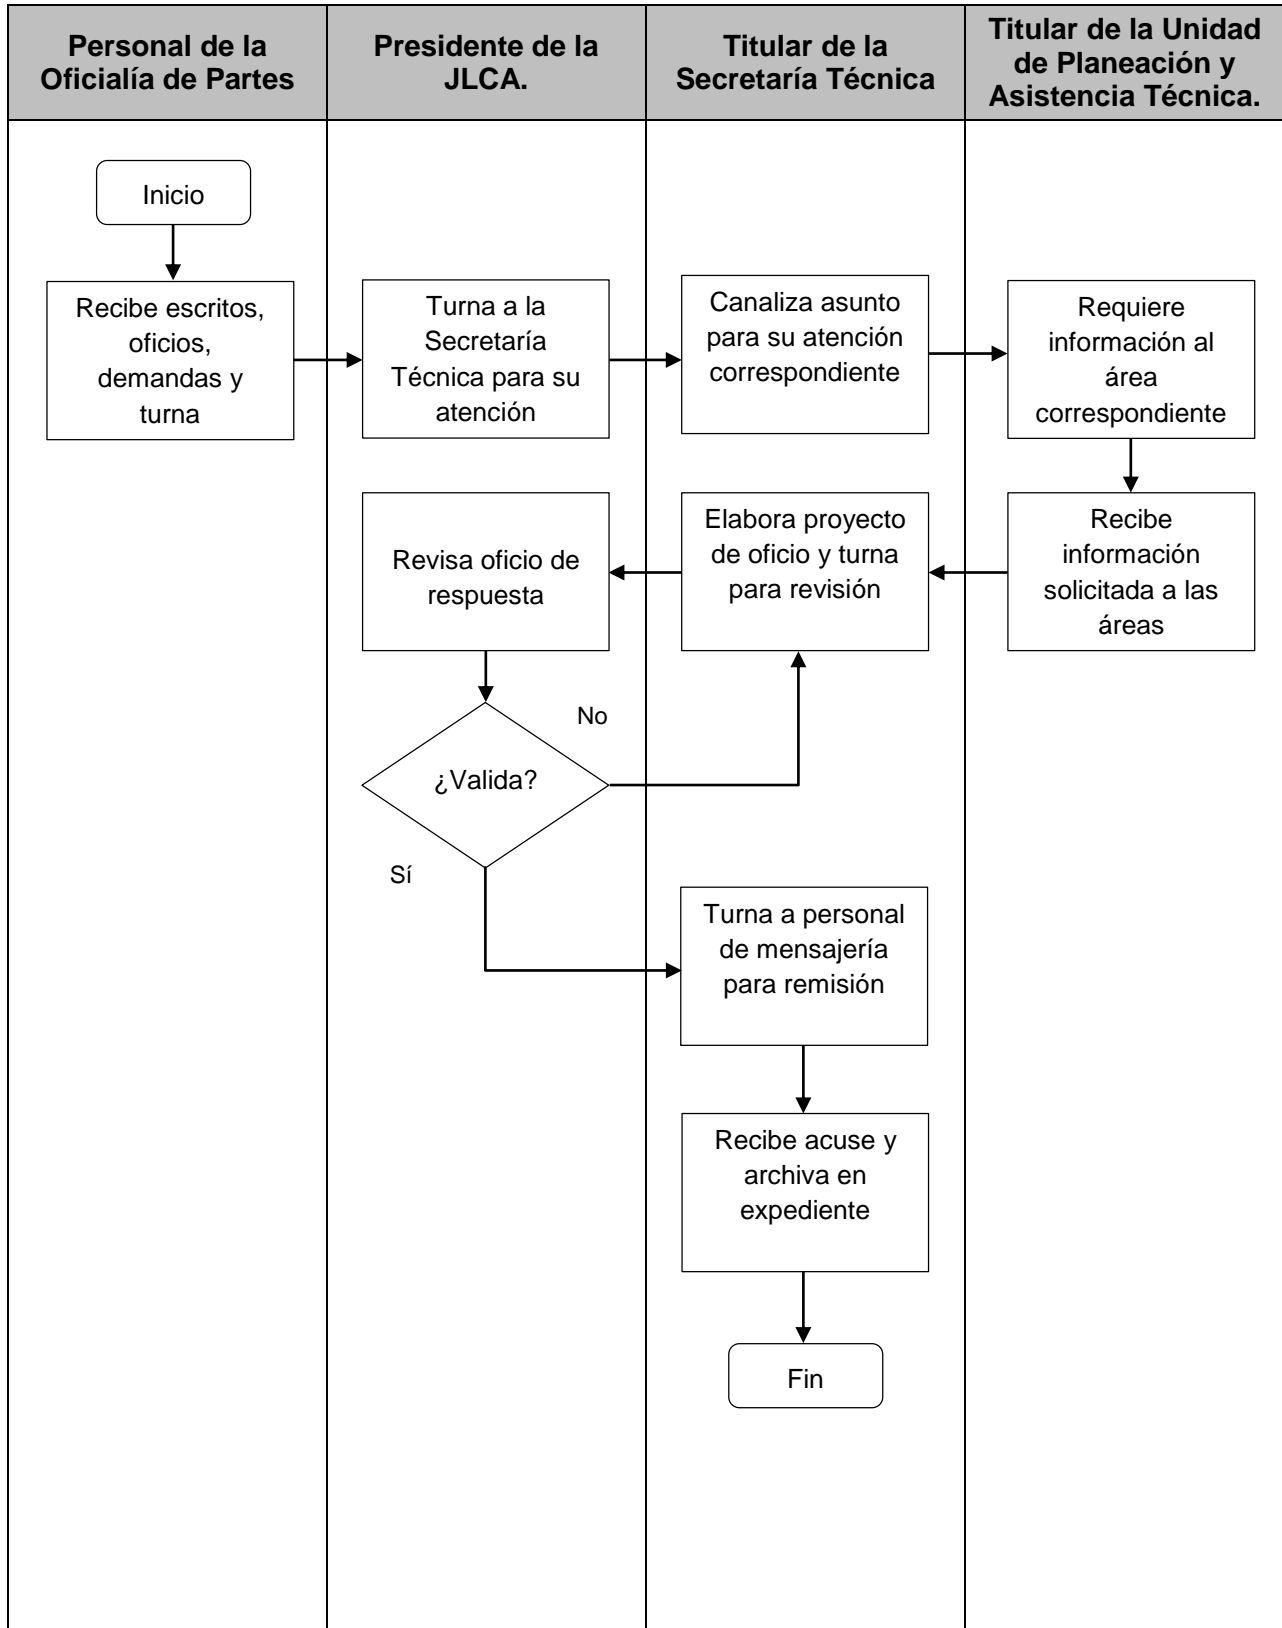 Personal de la
Oficialía de Partes
Presidente de la
JLCA.
Titular de la
Secretaría Técnica
Titular de la Unidad
de Planeación y
Asistencia Técnica.
Inicio
Recibe escritos,
oficios,
demandas y
turna
Turna a la
Secretaría
Técnica para su
atención
Canaliza asunto
para su atención
correspondiente
Requiere
información al
área
correspondiente
Revisa oficio de
respuesta
Elabora proyecto
de oficio y turna
para revisión
Recibe
información
solicitada a las
áreas
No
¿Valida?
Sí
Turna a personal
de mensajería
para remisión
Recibe acuse y
archiva en
expediente
Fin